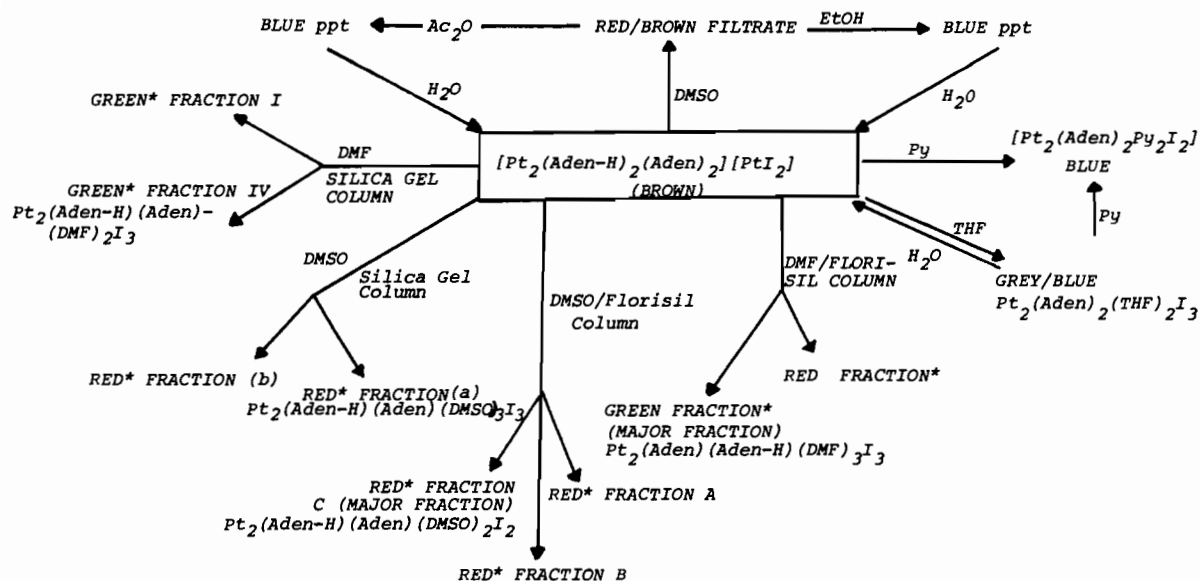 BLUE ppt
Ac₂O
RED/BROWN FILTRATE
EtOH
BLUE ppt
H₂O
DMSO
H₂O
GREEN* FRACTION I
DMF
SILICA GEL
COLUMN
[Pt₂(Aden-H)₂(Aden)₂][PtI₂]
(BROWN)
Py
[Pt₂(Aden)₂Py₂I₂]
BLUE
GREEN* FRACTION IV
Pt₂(Aden-H)(Aden)-
(DMF)₂I₃
Py
THF
H₂O
GREY/BLUE
Pt₂(Aden)₂(THF)₂I₃
DMSO
Silica Gel
Column
DMSO/Florisil
Column
DMF/FLORI-
SIL COLUMN
RED* FRACTION (b)
RED* FRACTION(a)
Pt₂(Aden-H)(Aden)(DMSO)₃I₃
RED FRACTION*
GREEN FRACTION*
(MAJOR FRACTION)
Pt₂(Aden)(Aden-H)(DMF)₃I₃
RED* FRACTION
C (MAJOR FRACTION)
Pt₂(Aden-H)(Aden)(DMSO)₂I₂
RED* FRACTION A
RED* FRACTION B